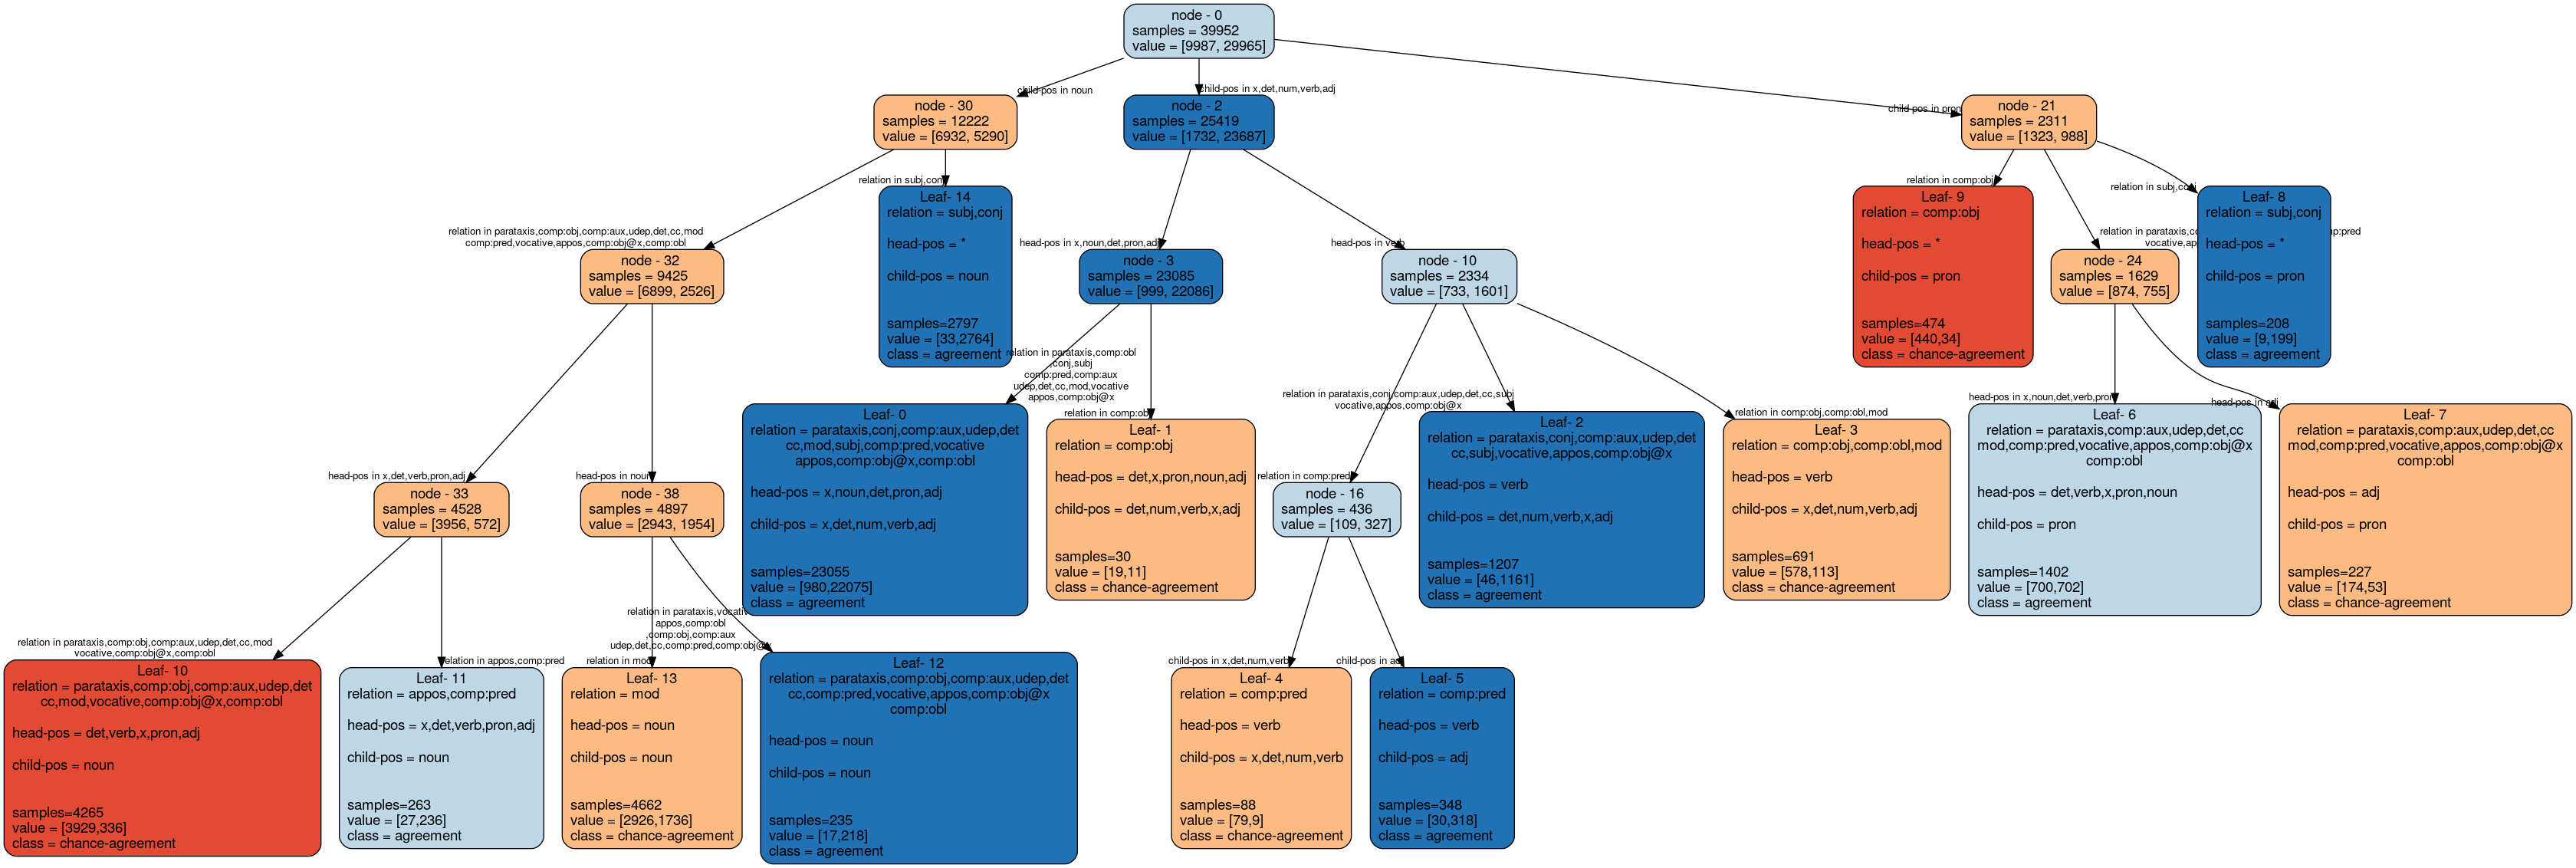 node - 0
samples = 39952
value = [9987, 29965]
child-pos in noun
child-pos in x,det,num,verb,adj
child-pos in pron
node - 30
samples = 12222
value = [6932, 5290]
node - 2
samples = 25419
value = [1732, 23687]
node - 21
samples = 2311
value = [1323, 988]
relation in parataxis,comp:obj,comp:aux,udep,det,cc,mod
comp:pred,vocative,appos,comp:obj@x,comp:obl
relation in subj,conj
Leaf- 14
relation = subj,conj
head-pos = *
child-pos = noun
samples=2797
value = [33,2764]
class = agreement
head-pos in x,noun,det,pron,adj
head-pos in verb
relation in comp:obj
Leaf- 9
relation = comp:obj
head-pos = *
child-pos = pron
samples=474
value = [440,34]
class = chance-agreement
relation in subj,conj
Leaf- 8
relation = subj,conj
head-pos = *
child-pos = pron
samples=208
value = [9,199]
class = agreement
node - 32
samples = 9425
value = [6899, 2526]
node - 3
samples = 23085
value = [999, 22086]
node - 10
samples = 2334
value = [733, 1601]
node - 24
samples = 1629
value = [874, 755]
head-pos in x,det,verb,pron,adj
head-pos in noun
relation in parataxis,comp:obl
,conj,subj
comp:pred,comp:aux
udep,det,cc,mod,vocative
appos,comp:obj@x
relation in comp:obj
relation in parataxis,conj,comp:aux,udep,det,cc,subj
vocative,appos,comp:obj@x
relation in comp:obj,comp:obl,mod
relation in comp:pred
head-pos in x,noun,det,verb,pron
head-pos in adj
Leaf- 0
relation = parataxis,conj,comp:aux,udep,det
cc,mod,subj,comp:pred,vocative
appos,comp:obj@x,comp:obl
head-pos = x,noun,det,pron,adj
child-pos = x,det,num,verb,adj
samples=23055
value = [980,22075]
class = agreement
Leaf- 1
relation = comp:obj
head-pos = det,x,pron,noun,adj
child-pos = det,num,verb,x,adj
samples=30
value = [19,11]
class = chance-agreement
Leaf- 2
relation = parataxis,conj,comp:aux,udep,det
cc,subj,vocative,appos,comp:obj@x
head-pos = verb
child-pos = det,num,verb,x,adj
samples=1207
value = [46,1161]
class = agreement
Leaf- 3
relation = comp:obj,comp:obl,mod
head-pos = verb
child-pos = x,det,num,verb,adj
samples=691
value = [578,113]
class = chance-agreement
Leaf- 6
relation = parataxis,comp:aux,udep,det,cc
mod,comp:pred,vocative,appos,comp:obj@x
comp:obl
head-pos = det,verb,x,pron,noun
child-pos = pron
samples=1402
value = [700,702]
class = agreement
Leaf- 7
relation = parataxis,comp:aux,udep,det,cc
mod,comp:pred,vocative,appos,comp:obj@x
comp:obl
head-pos = adj
child-pos = pron
samples=227
value = [174,53]
class = chance-agreement
node - 33
samples = 4528
value = [3956, 572]
node - 38
samples = 4897
value = [2943, 1954]
node - 16
samples = 436
value = [109, 327]
relation in parataxis,comp:obj,comp:aux,udep,det,cc,mod
vocative,comp:obj@x,comp:obl
relation in appos,comp:pred
relation in mod
relation in parataxis,vocative
appos,comp:obl
,comp:obj,comp:aux
udep,det,cc,comp:pred,comp:obj@x
child-pos in x,det,num,verb
child-pos in adj
Leaf- 10
relation = parataxis,comp:obj,comp:aux,udep,det
cc,mod,vocative,comp:obj@x,comp:obl
head-pos = det,verb,x,pron,adj
child-pos = noun
samples=4265
value = [3929,336]
class = chance-agreement
Leaf- 11
relation = appos,comp:pred
head-pos = x,det,verb,pron,adj
child-pos = noun
samples=263
value = [27,236]
class = agreement
Leaf- 13
relation = mod
head-pos = noun
child-pos = noun
samples=4662
value = [2926,1736]
class = chance-agreement
Leaf- 12
relation = parataxis,comp:obj,comp:aux,udep,det
cc,comp:pred,vocative,appos,comp:obj@x
comp:obl
head-pos = noun
child-pos = noun
samples=235
value = [17,218]
class = agreement
Leaf- 4
relation = comp:pred
head-pos = verb
child-pos = x,det,num,verb
samples=88
value = [79,9]
class = chance-agreement
Leaf- 5
relation = comp:pred
head-pos = verb
child-pos = adj
samples=348
value = [30,318]
class = agreement